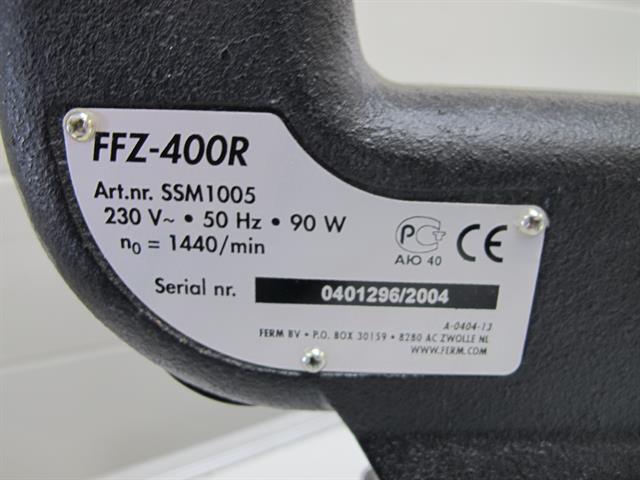 FFZ-400R
Art.nr. SSM1005
230 V~ • 50 Hz • 90 W
n₀ = 1440/min
РСТ
АЮ 40
CE
Serial nr. 0401296/2004
A-0404-13
FERM BV • P.O. BOX 30159 • 8280 AC ZWOLLE NL
WWW.FERM.COM